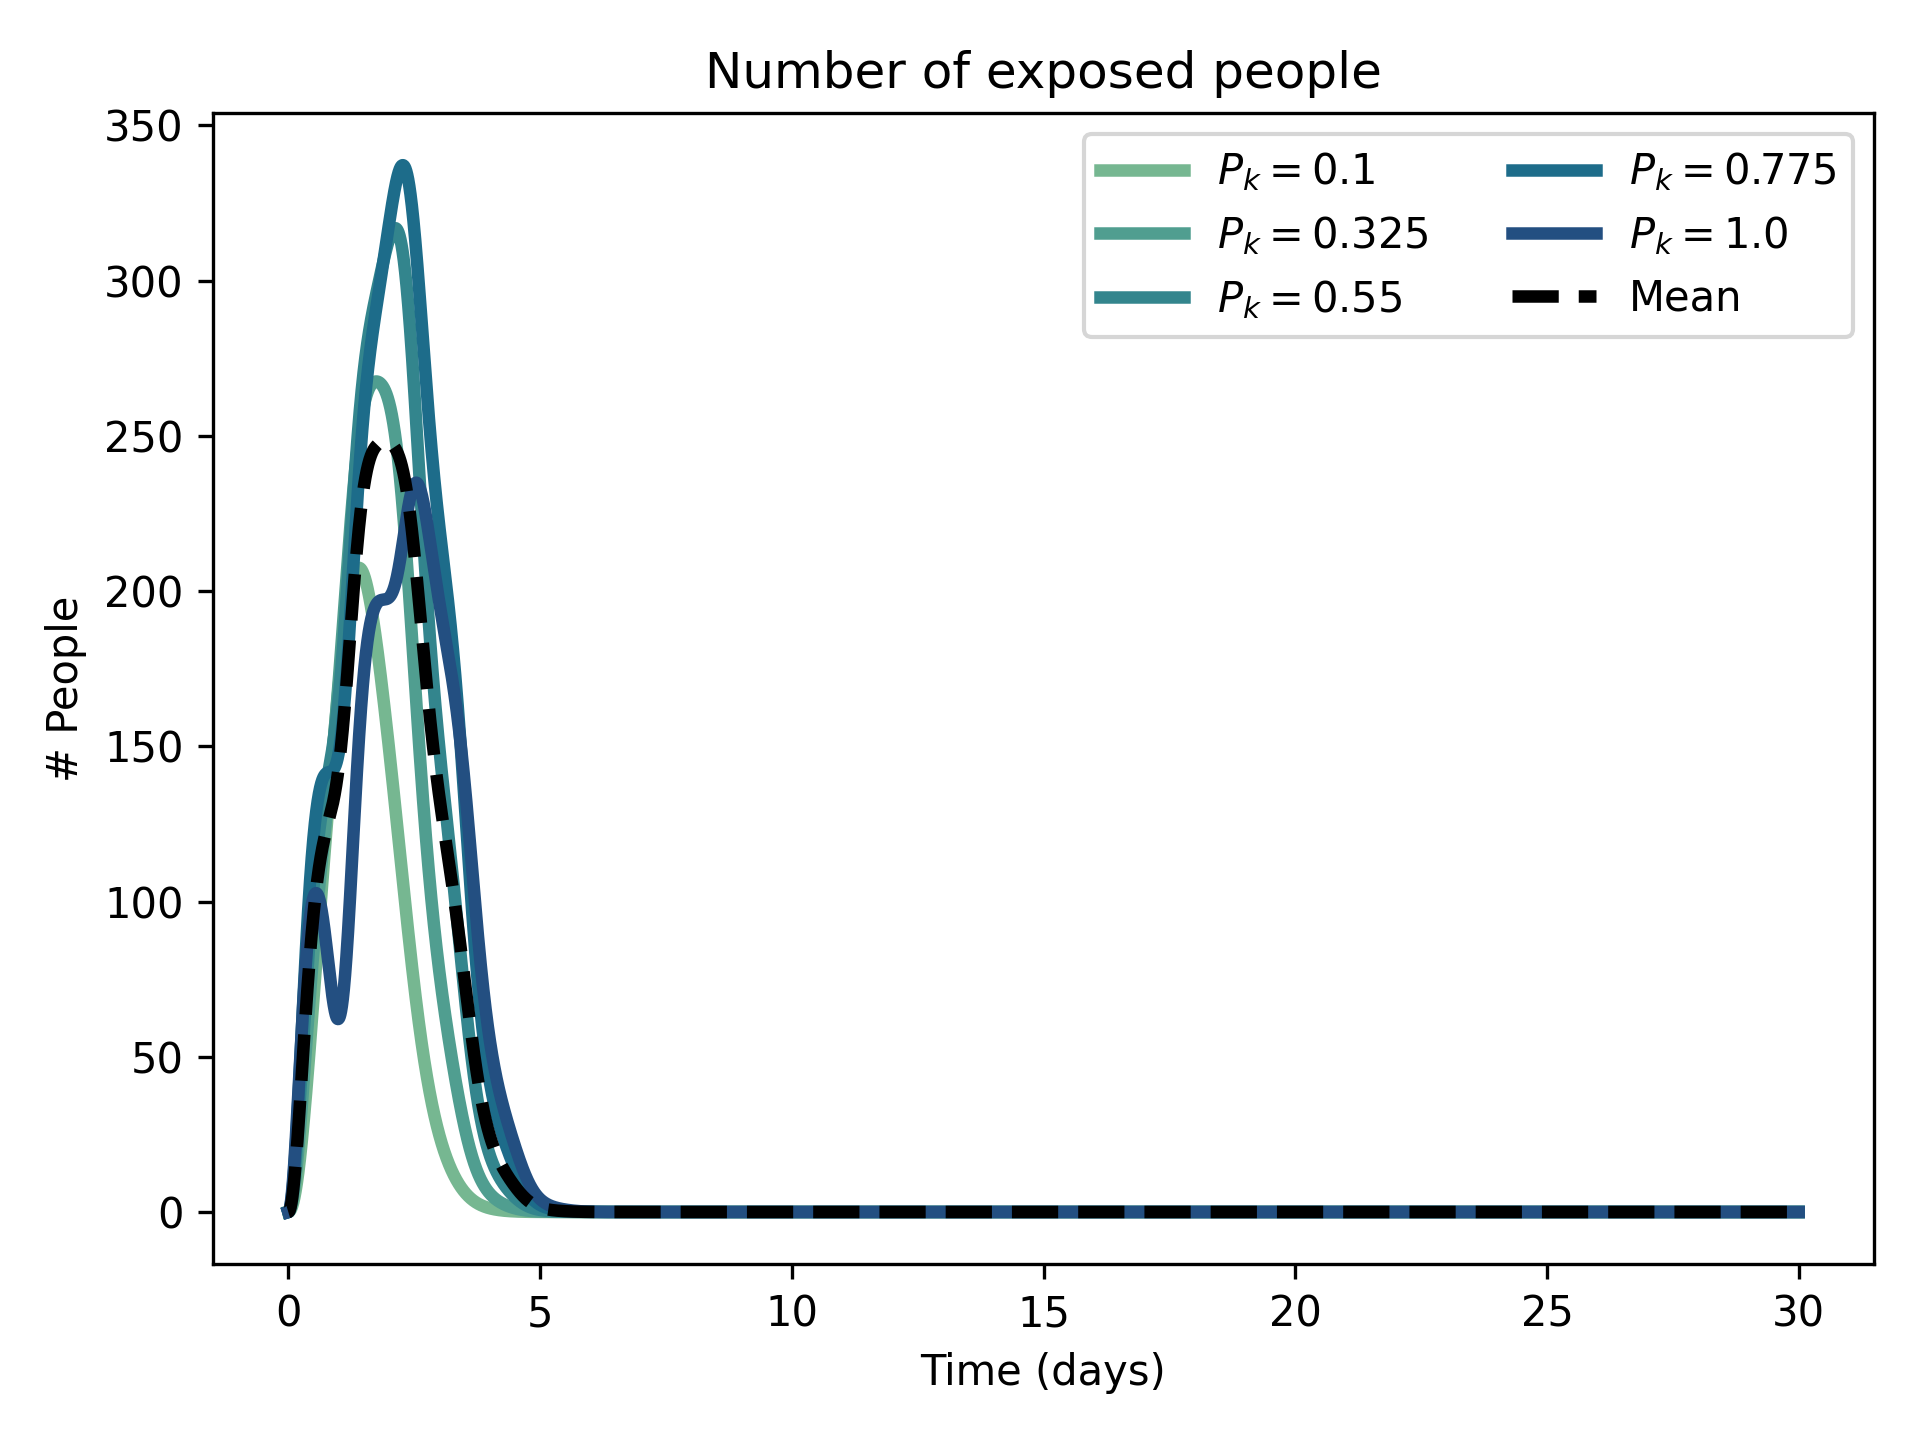 Number of exposed people
350
300
250
200
150
100
50
0
# People
P_k = 0.1
P_k = 0.325
P_k = 0.55
P_k = 0.775
P_k = 1.0
Mean
0 5 10 15 20 25 30
Time (days)